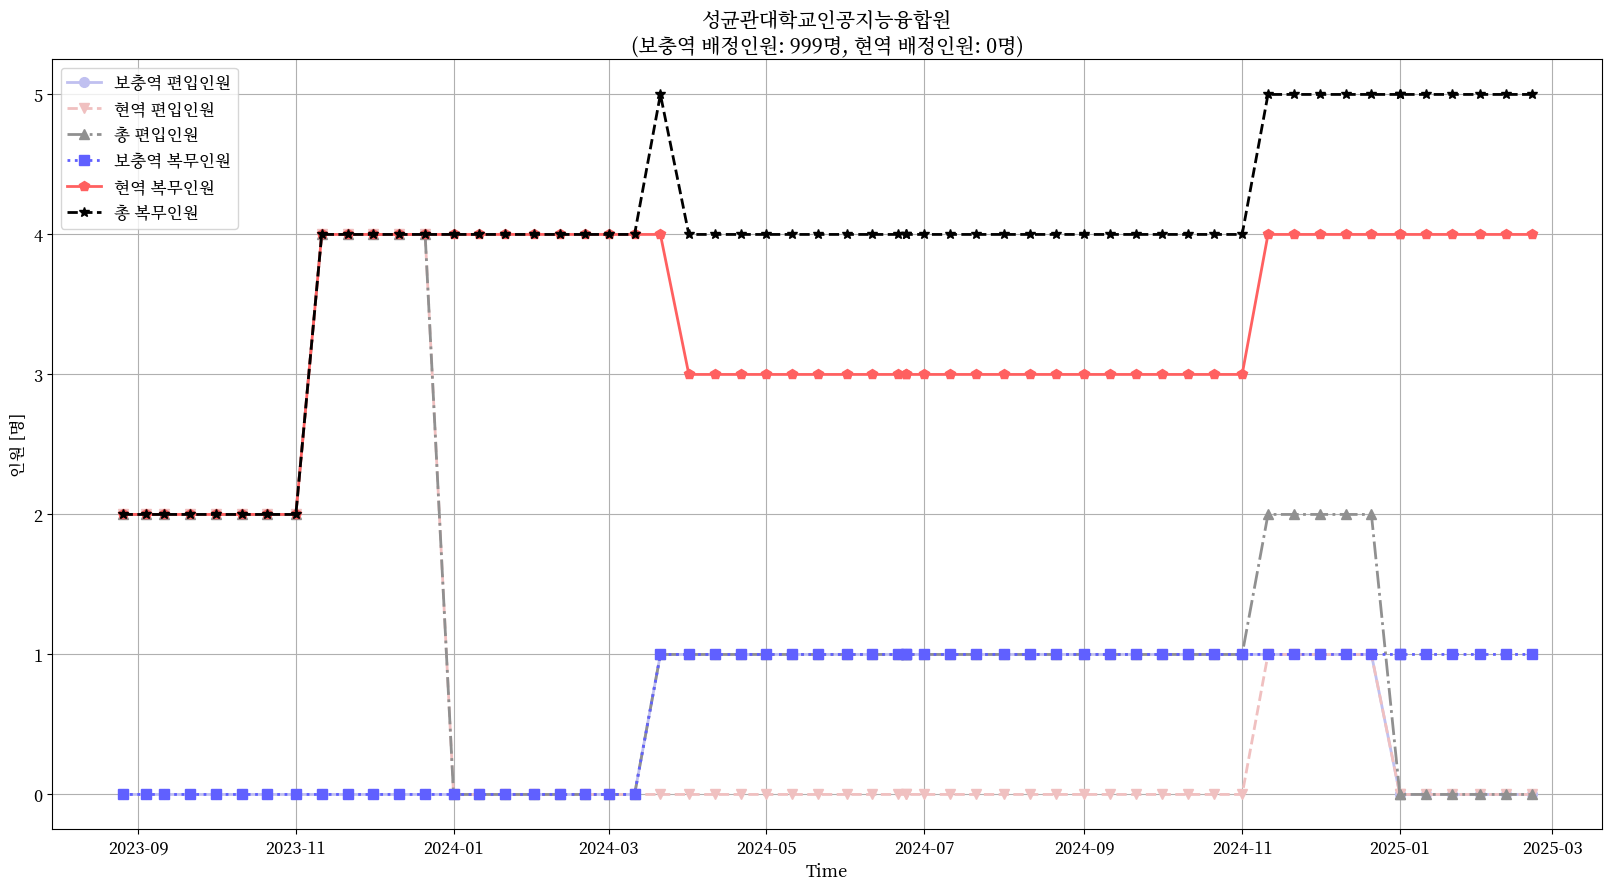 성균관대학교인공지능융합원
(보충역 배정인원: 999명, 현역 배정인원: 0명)
보충역 편입인원
현역 편입인원
총 편입인원
보충역 복무인원
현역 복무인원
총 복무인원
5
4
3
2
1
0
인원 [명]
2023-09
2023-11
2024-01
2024-03
2024-05
2024-07
2024-09
2024-11
2025-01
2025-03
Time